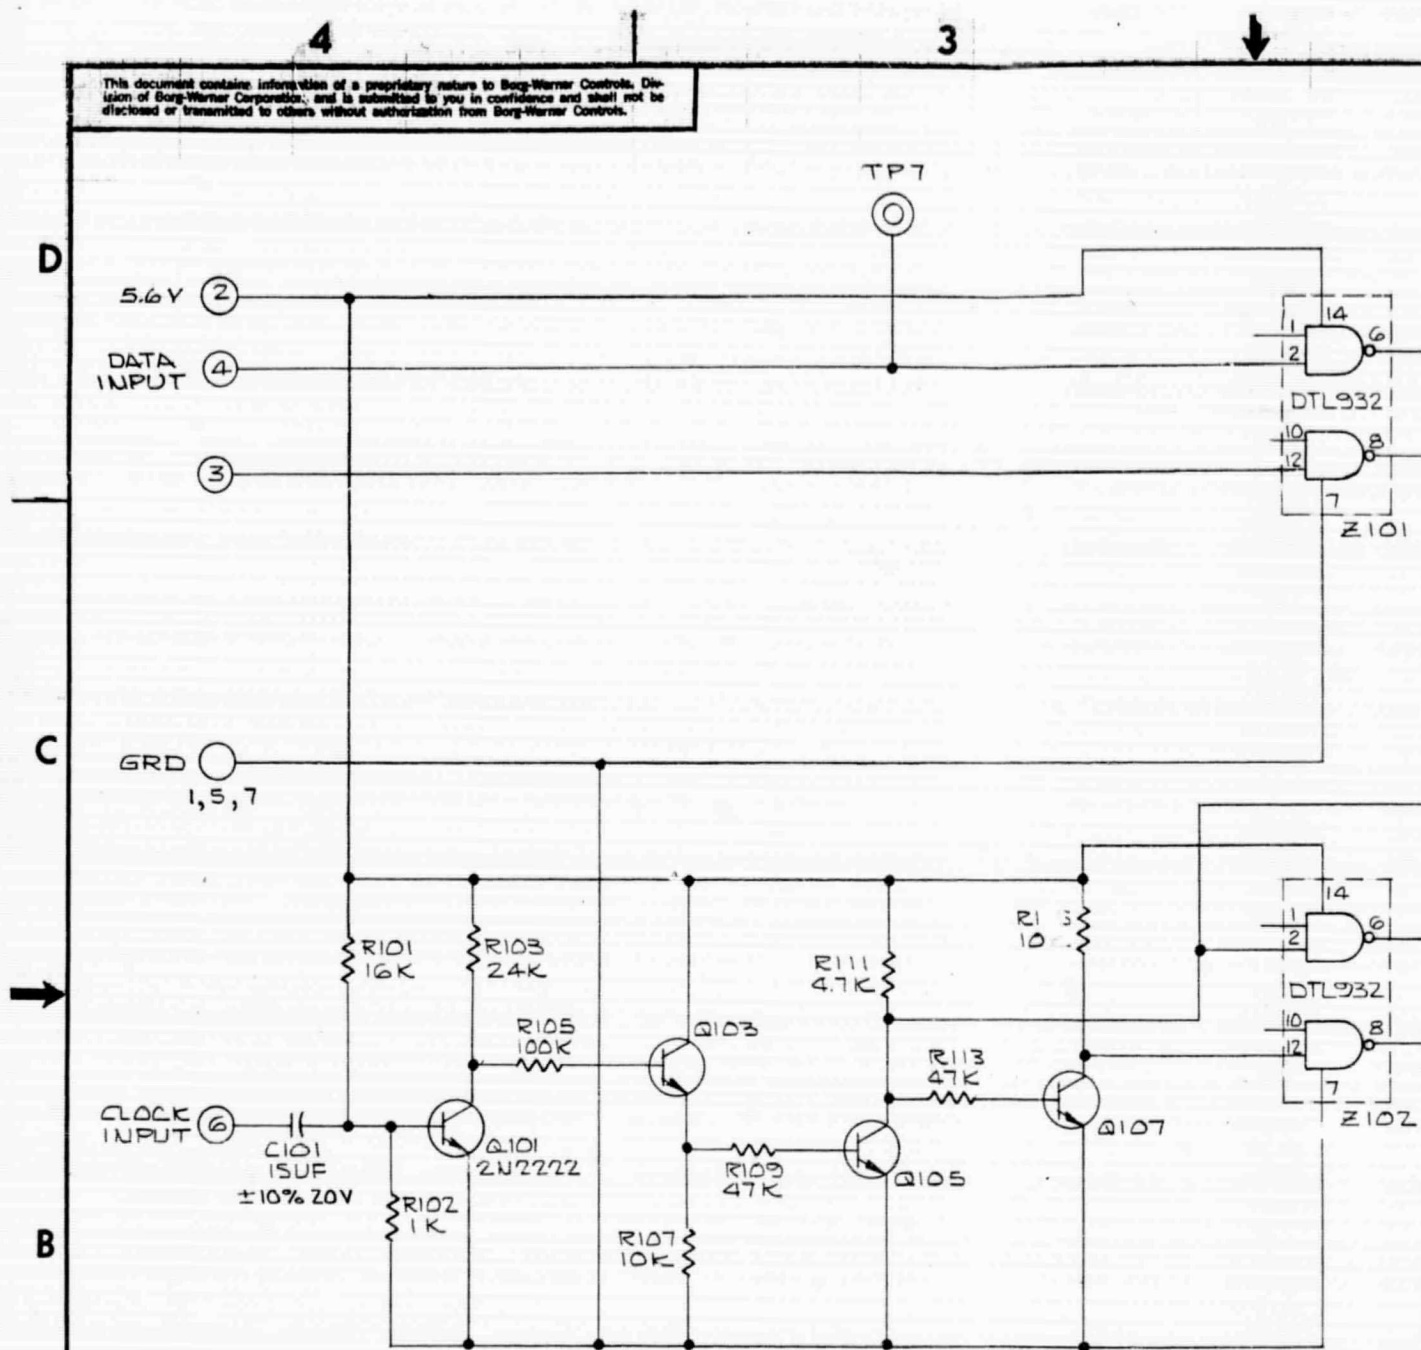 4
3
This document contains information of a proprietary nature to Borg-Warner Controls, Div-
ision of Borg-Warner Corporation, and is submitted to you in confidence and shall not be
disclosed or transmitted to others without authorization from Borg-Warner Controls.
TP7
D
5.6V
2
14
1
6
2
DATA
INPUT
4
DTL932
10
8
12
3
7
Z101
C
GRD
1,5,7
14
1
6
2
R101
16K
R103
24K
R111
4.7K
DTL932
R105
100K
Q103
10
8
12
R113
47K
7
CLOCK
INPUT
6
C101
15UF
±10% 20V
Q101
2N2222
R109
47K
Q105
Q107
Z102
R102
1K
B
R107
10K